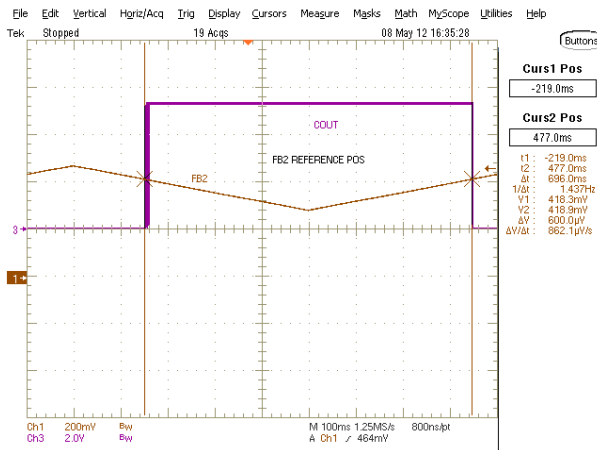 File Edit Vertical Horiz/Acq Trig Display Cursors Measure Masks Math MyScope Utilities Help
Tek Stopped 19 Acqs 08 May 12 16:35:28
Buttons
Curs1 Pos
-219.0ms
Curs2 Pos
477.0ms
t1 : -219.0ms
t2 : 477.0ms
Δt : 696.0ms
1/Δt : 1.437Hz
V1 : 418.3mV
V2 : 418.9mV
ΔV : 600.0µV
ΔV/Δt : 862.1µV/s
COUT
FB2 REFERENCE POS
FB2
3
1
Ch1 200mV Bw
Ch3 2.0V Bw
M 100ms 1.25MS/s 800ns/pt
A Ch1 ∕ 464mV